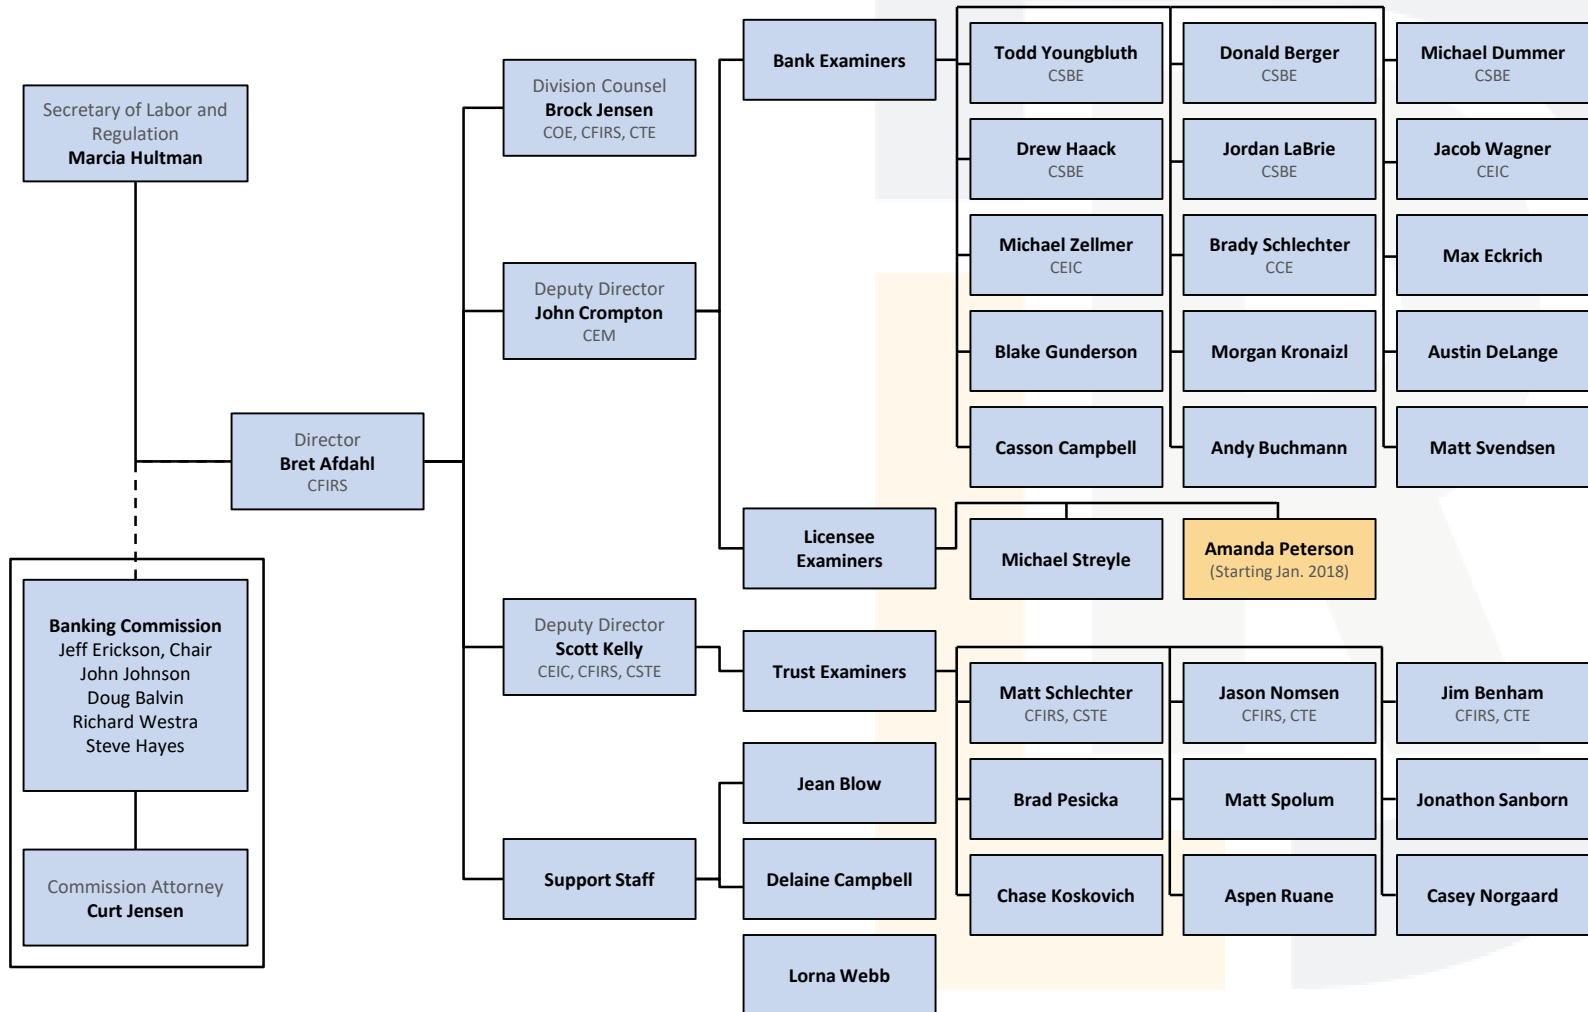 Secretary of Labor and
Regulation
Marcia Hultman
Banking Commission
Jeff Erickson, Chair
John Johnson
Doug Balvin
Richard Westra
Steve Hayes
Commission Attorney
Curt Jensen
Director
Bret Afdahl
CFIRS
Division Counsel
Brock Jensen
COE, CFIRS, CTE
Deputy Director
John Crompton
CEM
Deputy Director
Scott Kelly
CEIC, CFIRS, CSTE
Support Staff
Bank Examiners
Todd Youngbluth
CSBE
Donald Berger
CSBE
Michael Dummer
CSBE
Drew Haack
CSBE
Jordan LaBrie
CSBE
Jacob Wagner
CEIC
Michael Zellmer
CEIC
Brady Schlechter
CCE
Max Eckrich
Blake Gunderson
Morgan Kronaizl
Austin DeLange
Casson Campbell
Andy Buchmann
Matt Svendsen
Licensee
Examiners
Michael Streyle
Amanda Peterson
(Starting Jan. 2018)
Trust Examiners
Matt Schlechter
CFIRS, CSTE
Jason Nomsen
CFIRS, CTE
Jim Benham
CFIRS, CTE
Brad Pesicka
Matt Spolum
Jonathon Sanborn
Chase Koskovich
Aspen Ruane
Casey Norgaard
Jean Blow
Delaine Campbell
Lorna Webb